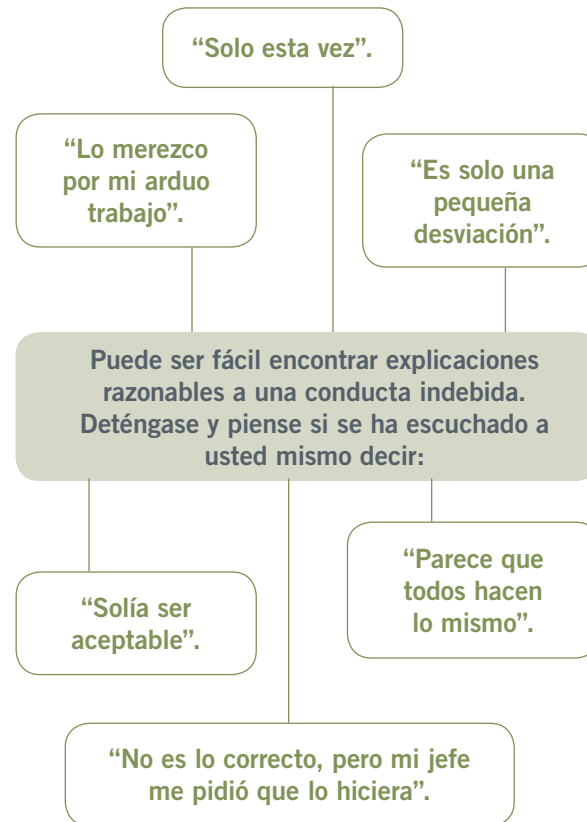 “Solo esta vez”.
“Lo merezco
por mi arduo
trabajo”.
“Es solo una
pequeña
desviación”.
Puede ser fácil encontrar explicaciones
razonables a una conducta indebida.
Deténgase y piense si se ha escuchado a
usted mismo decir:
“Solía ser
aceptable”.
“Parece que
todos hacen
lo mismo”.
“No es lo correcto, pero mi jefe
me pidió que lo hiciera”.